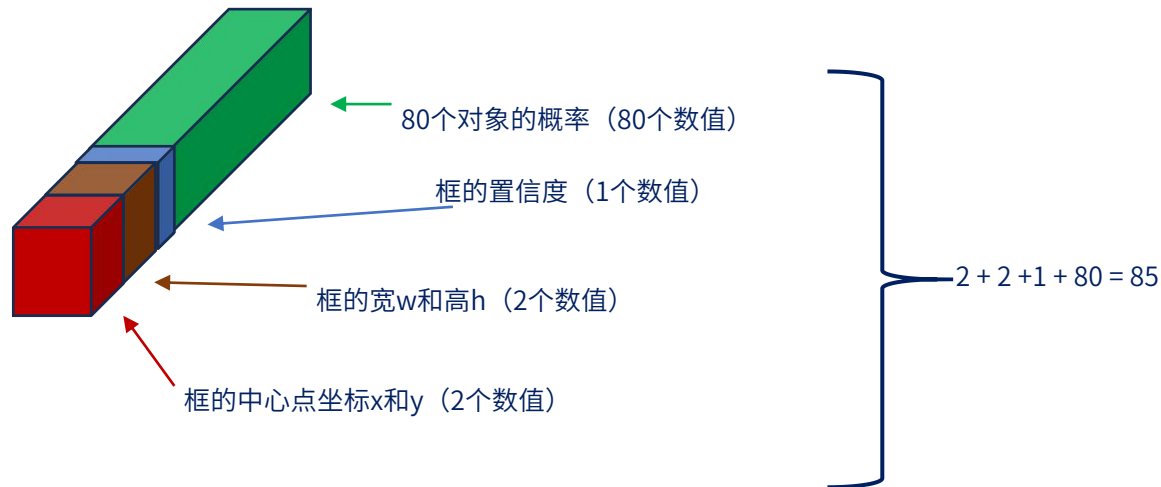 80个对象的概率（80个数值）
框的置信度（1个数值）
2 + 2 +1 + 80 = 85
框的宽w和高h（2个数值）
框的中心点坐标x和y（2个数值）